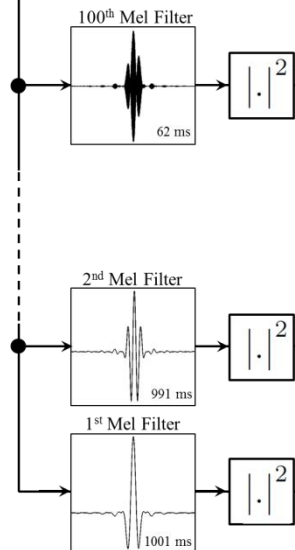 100th Mel Filter
62 ms
|.|²
2nd Mel Filter
991 ms
|.|²
1st Mel Filter
1001 ms
|.|²